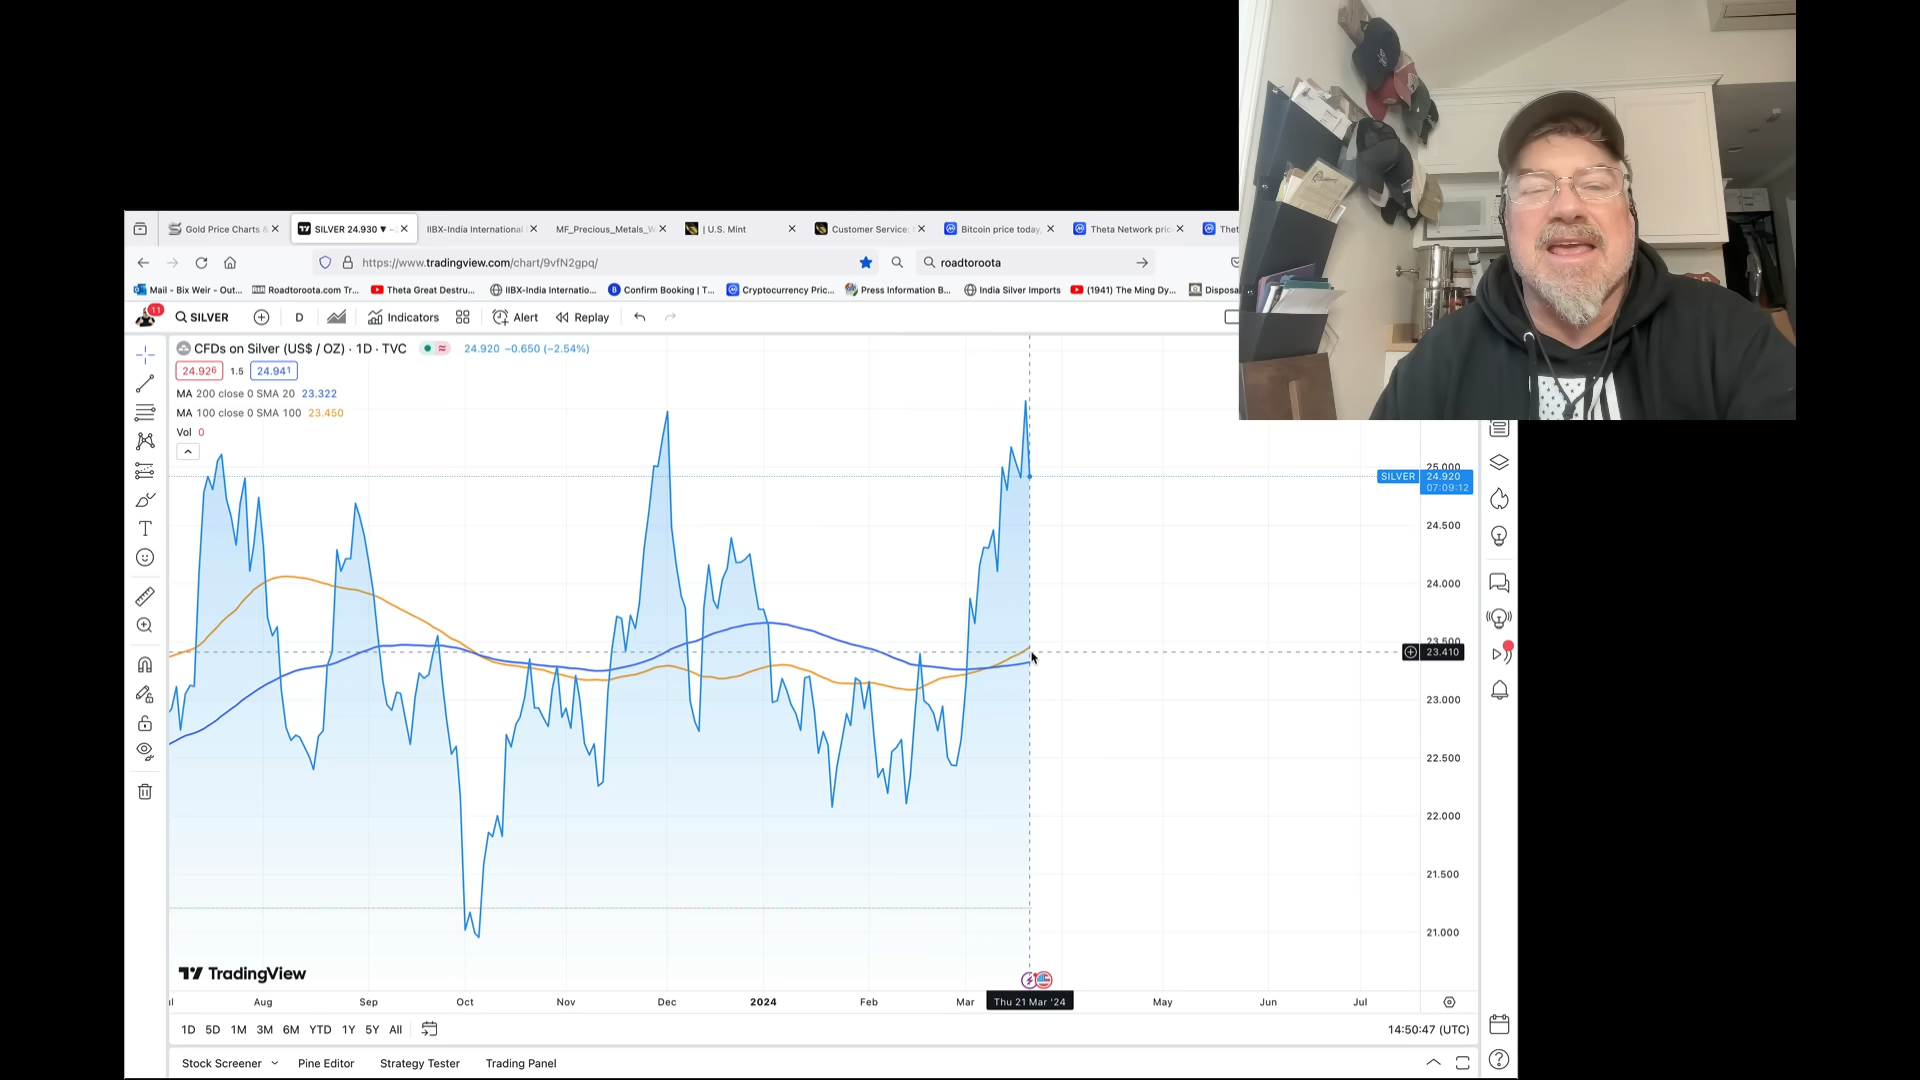 Gold Price Charts &
SILVER 24.930 ▼ −
IIBX-India International
MF_Precious_Metals_W
| U.S. Mint
Customer Service:
Bitcoin price today,
Theta Network pric
Thet
https://www.tradingview.com/chart/9vfN2gpq/
roadtoroota
Mail - Bix Weir - Out...
Roadtoroota.com Tr...
Theta Great Destru...
IIBX-India Internatio...
Confirm Booking | T...
Cryptocurrency Pric...
Press Information B...
India Silver Imports
(1941) The Ming Dy...
Disposa
11
SILVER
D
Indicators
Alert
Replay
CFDs on Silver (US$ / OZ) · 1D · TVC
24.920 −0.650 (−2.54%)
24.926 1.5 24.941
MA 200 close 0 SMA 20 23.322
MA 100 close 0 SMA 100 23.450
Vol 0
25.000
SILVER 24.920
07:09:12
24.500
24.000
23.500
23.410
23.000
22.500
22.000
21.500
21.000
TradingView
Aug Sep Oct Nov Dec 2024 Feb Mar Thu 21 Mar '24 May Jun Jul
1D 5D 1M 3M 6M YTD 1Y 5Y All
14:50:47 (UTC)
Stock Screener Pine Editor Strategy Tester Trading Panel